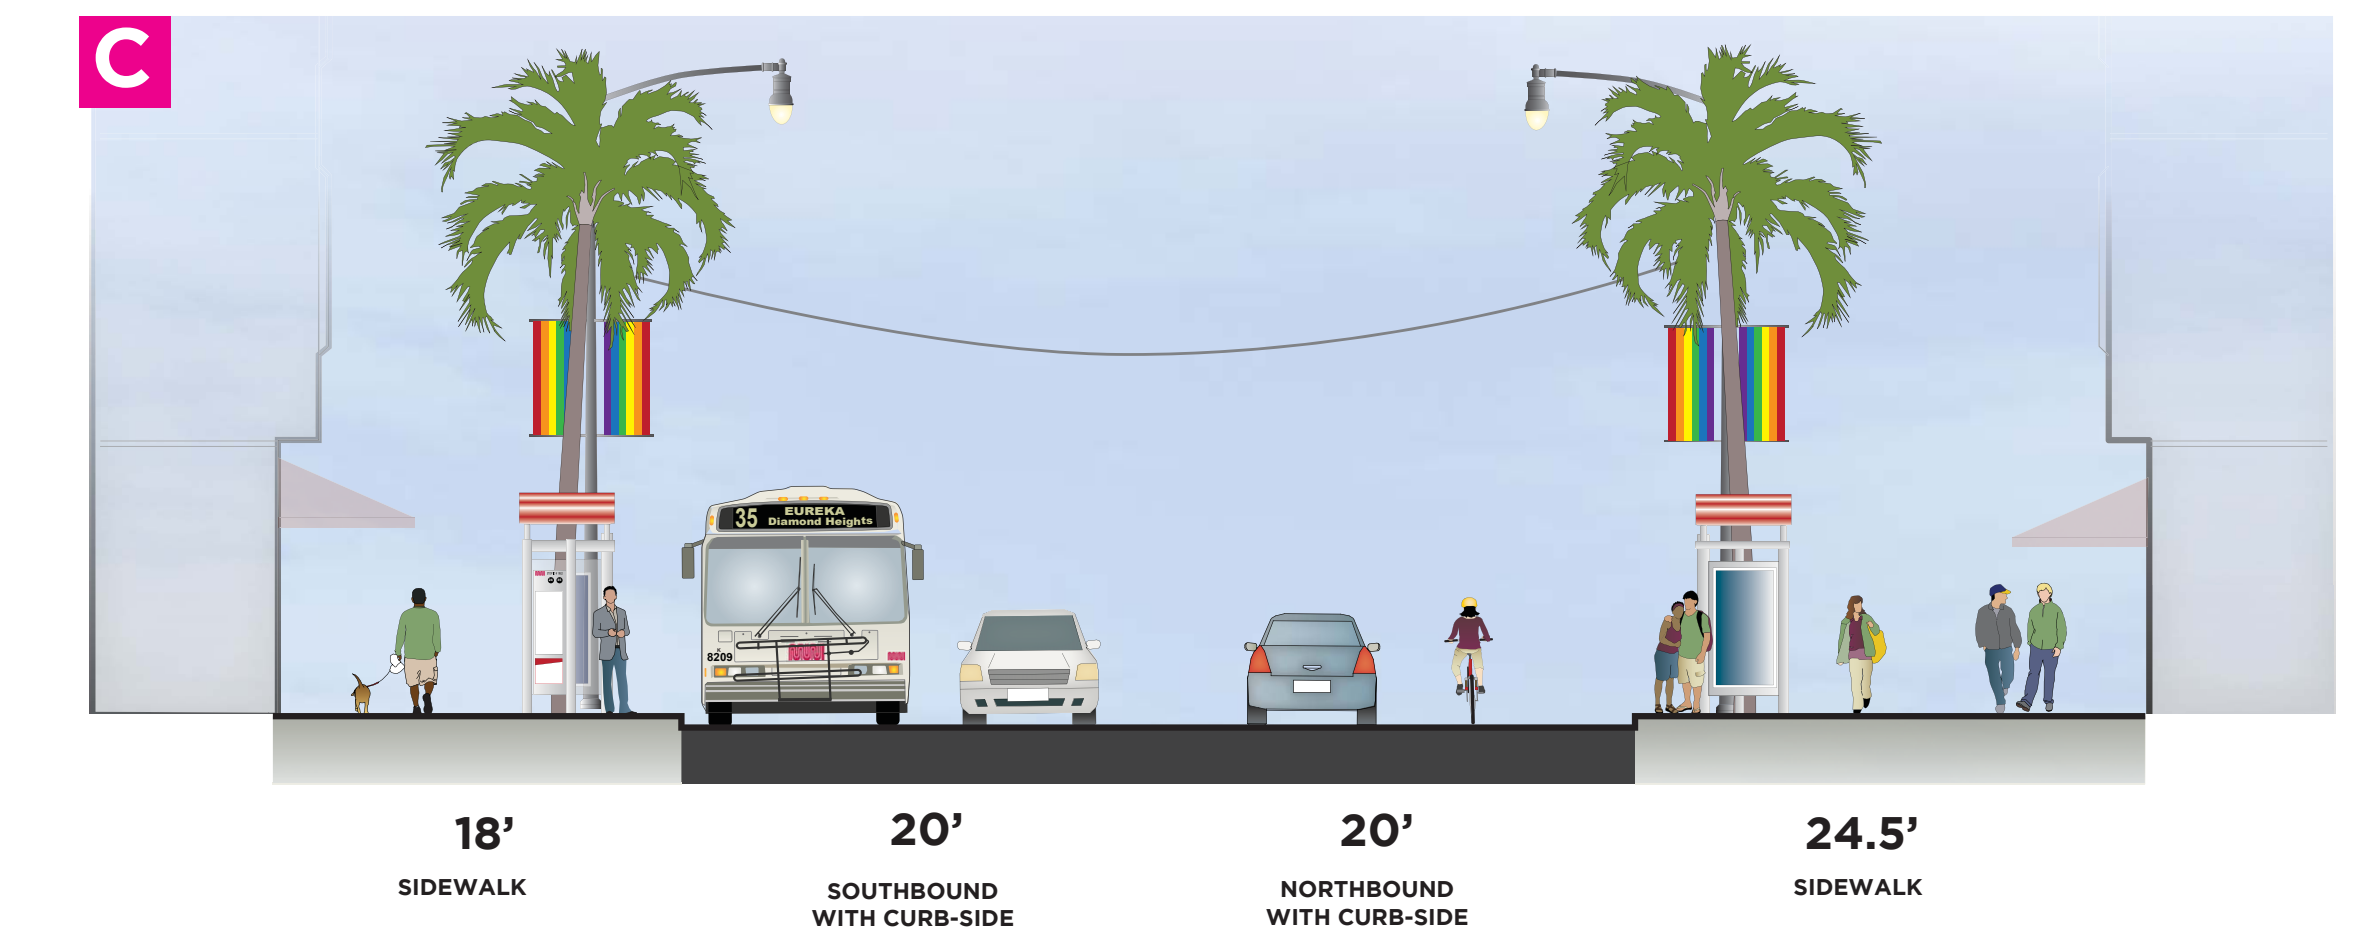 C
35 EUREKA
Diamond Heights
K
8209
18’
20’
20’
24.5’
SIDEWALK
SOUTHBOUND
WITH CURB-SIDE
NORTHBOUND
WITH CURB-SIDE
SIDEWALK